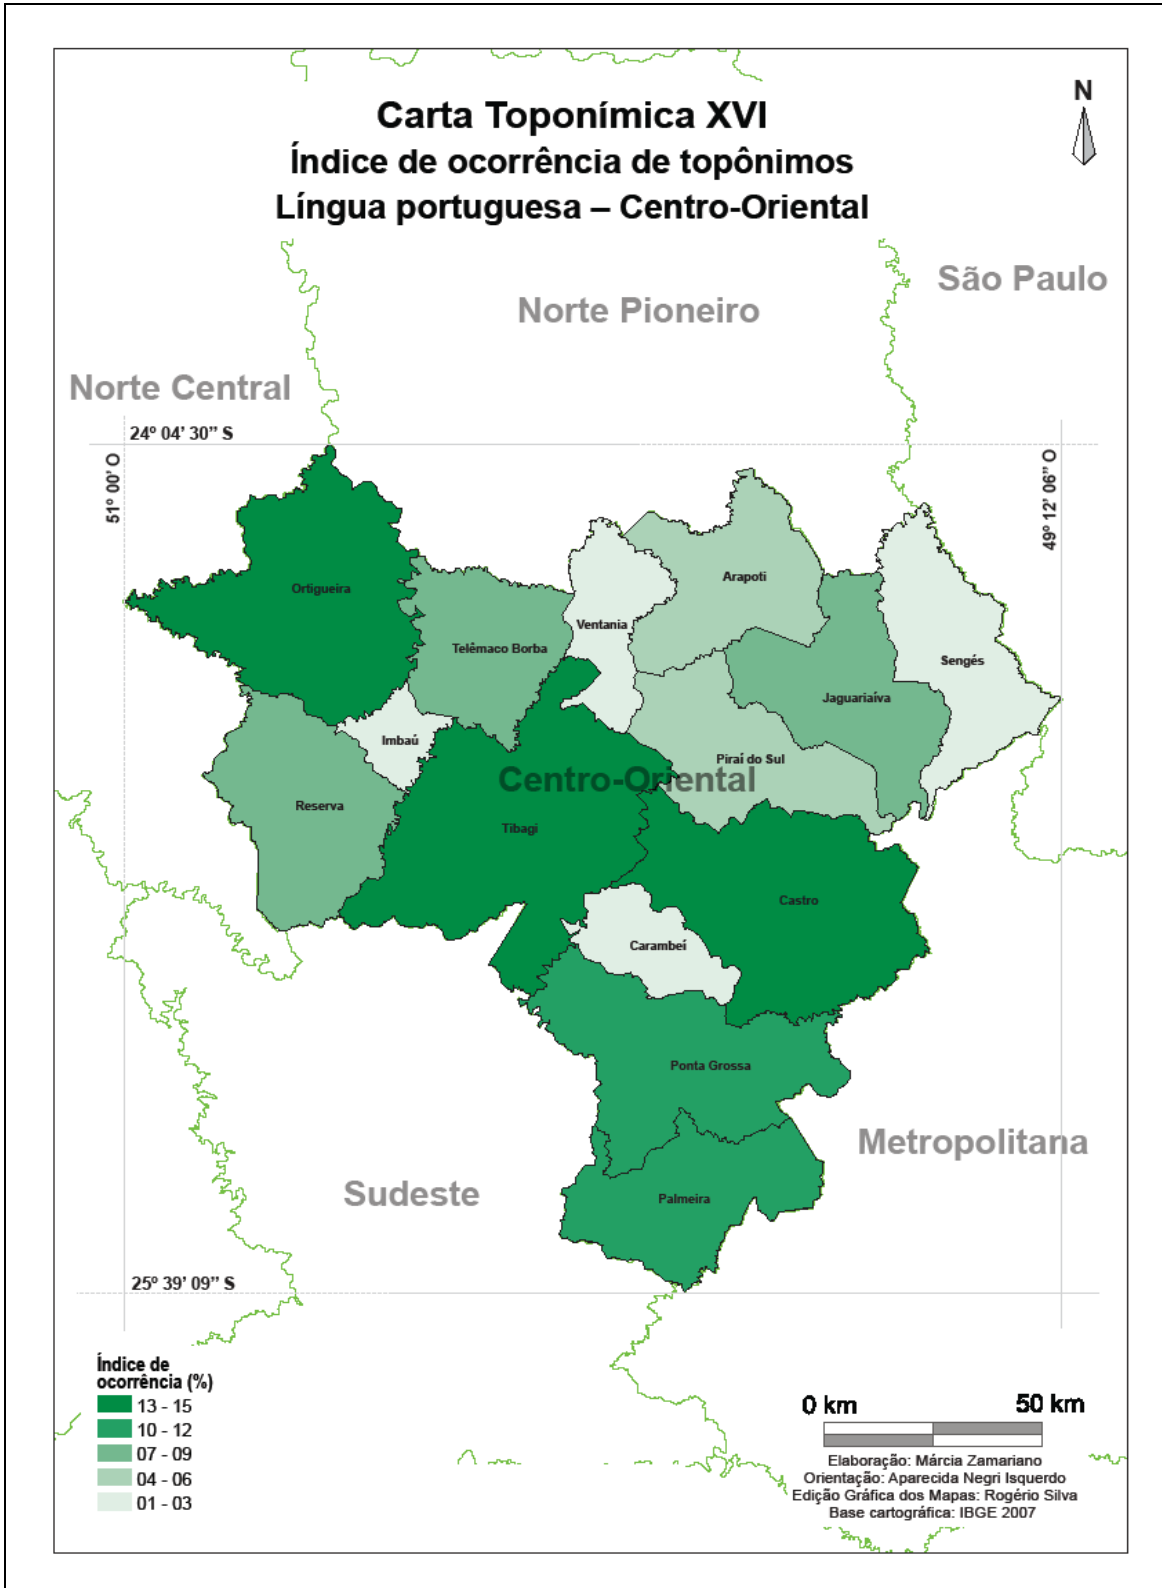 N
Carta Toponímica XVI
Índice de ocorrência de topônimos
Língua portuguesa – Centro-Oriental
São Paulo
Norte Pioneiro
Norte Central
24º 04’ 30” S
51º 00’ O
49º 12’ 06” O
Ortigueira
Arapoti
Ventania
Telêmaco Borba
Sengés
Jaguariaíva
Imbaú
Piraí do Sul
Centro-Oriental
Reserva
Tibagi
Castro
Carambeí
Ponta Grossa
Metropolitana
Sudeste
Palmeira
25º 39’ 09” S
Índice de
ocorrência (%)
13 - 15
10 - 12
07 - 09
04 - 06
01 - 03
0 km 50 km
Elaboração: Márcia Zamariano
Orientação: Aparecida Negri Isquerdo
Edição Gráfica dos Mapas: Rogério Silva
Base cartográfica: IBGE 2007